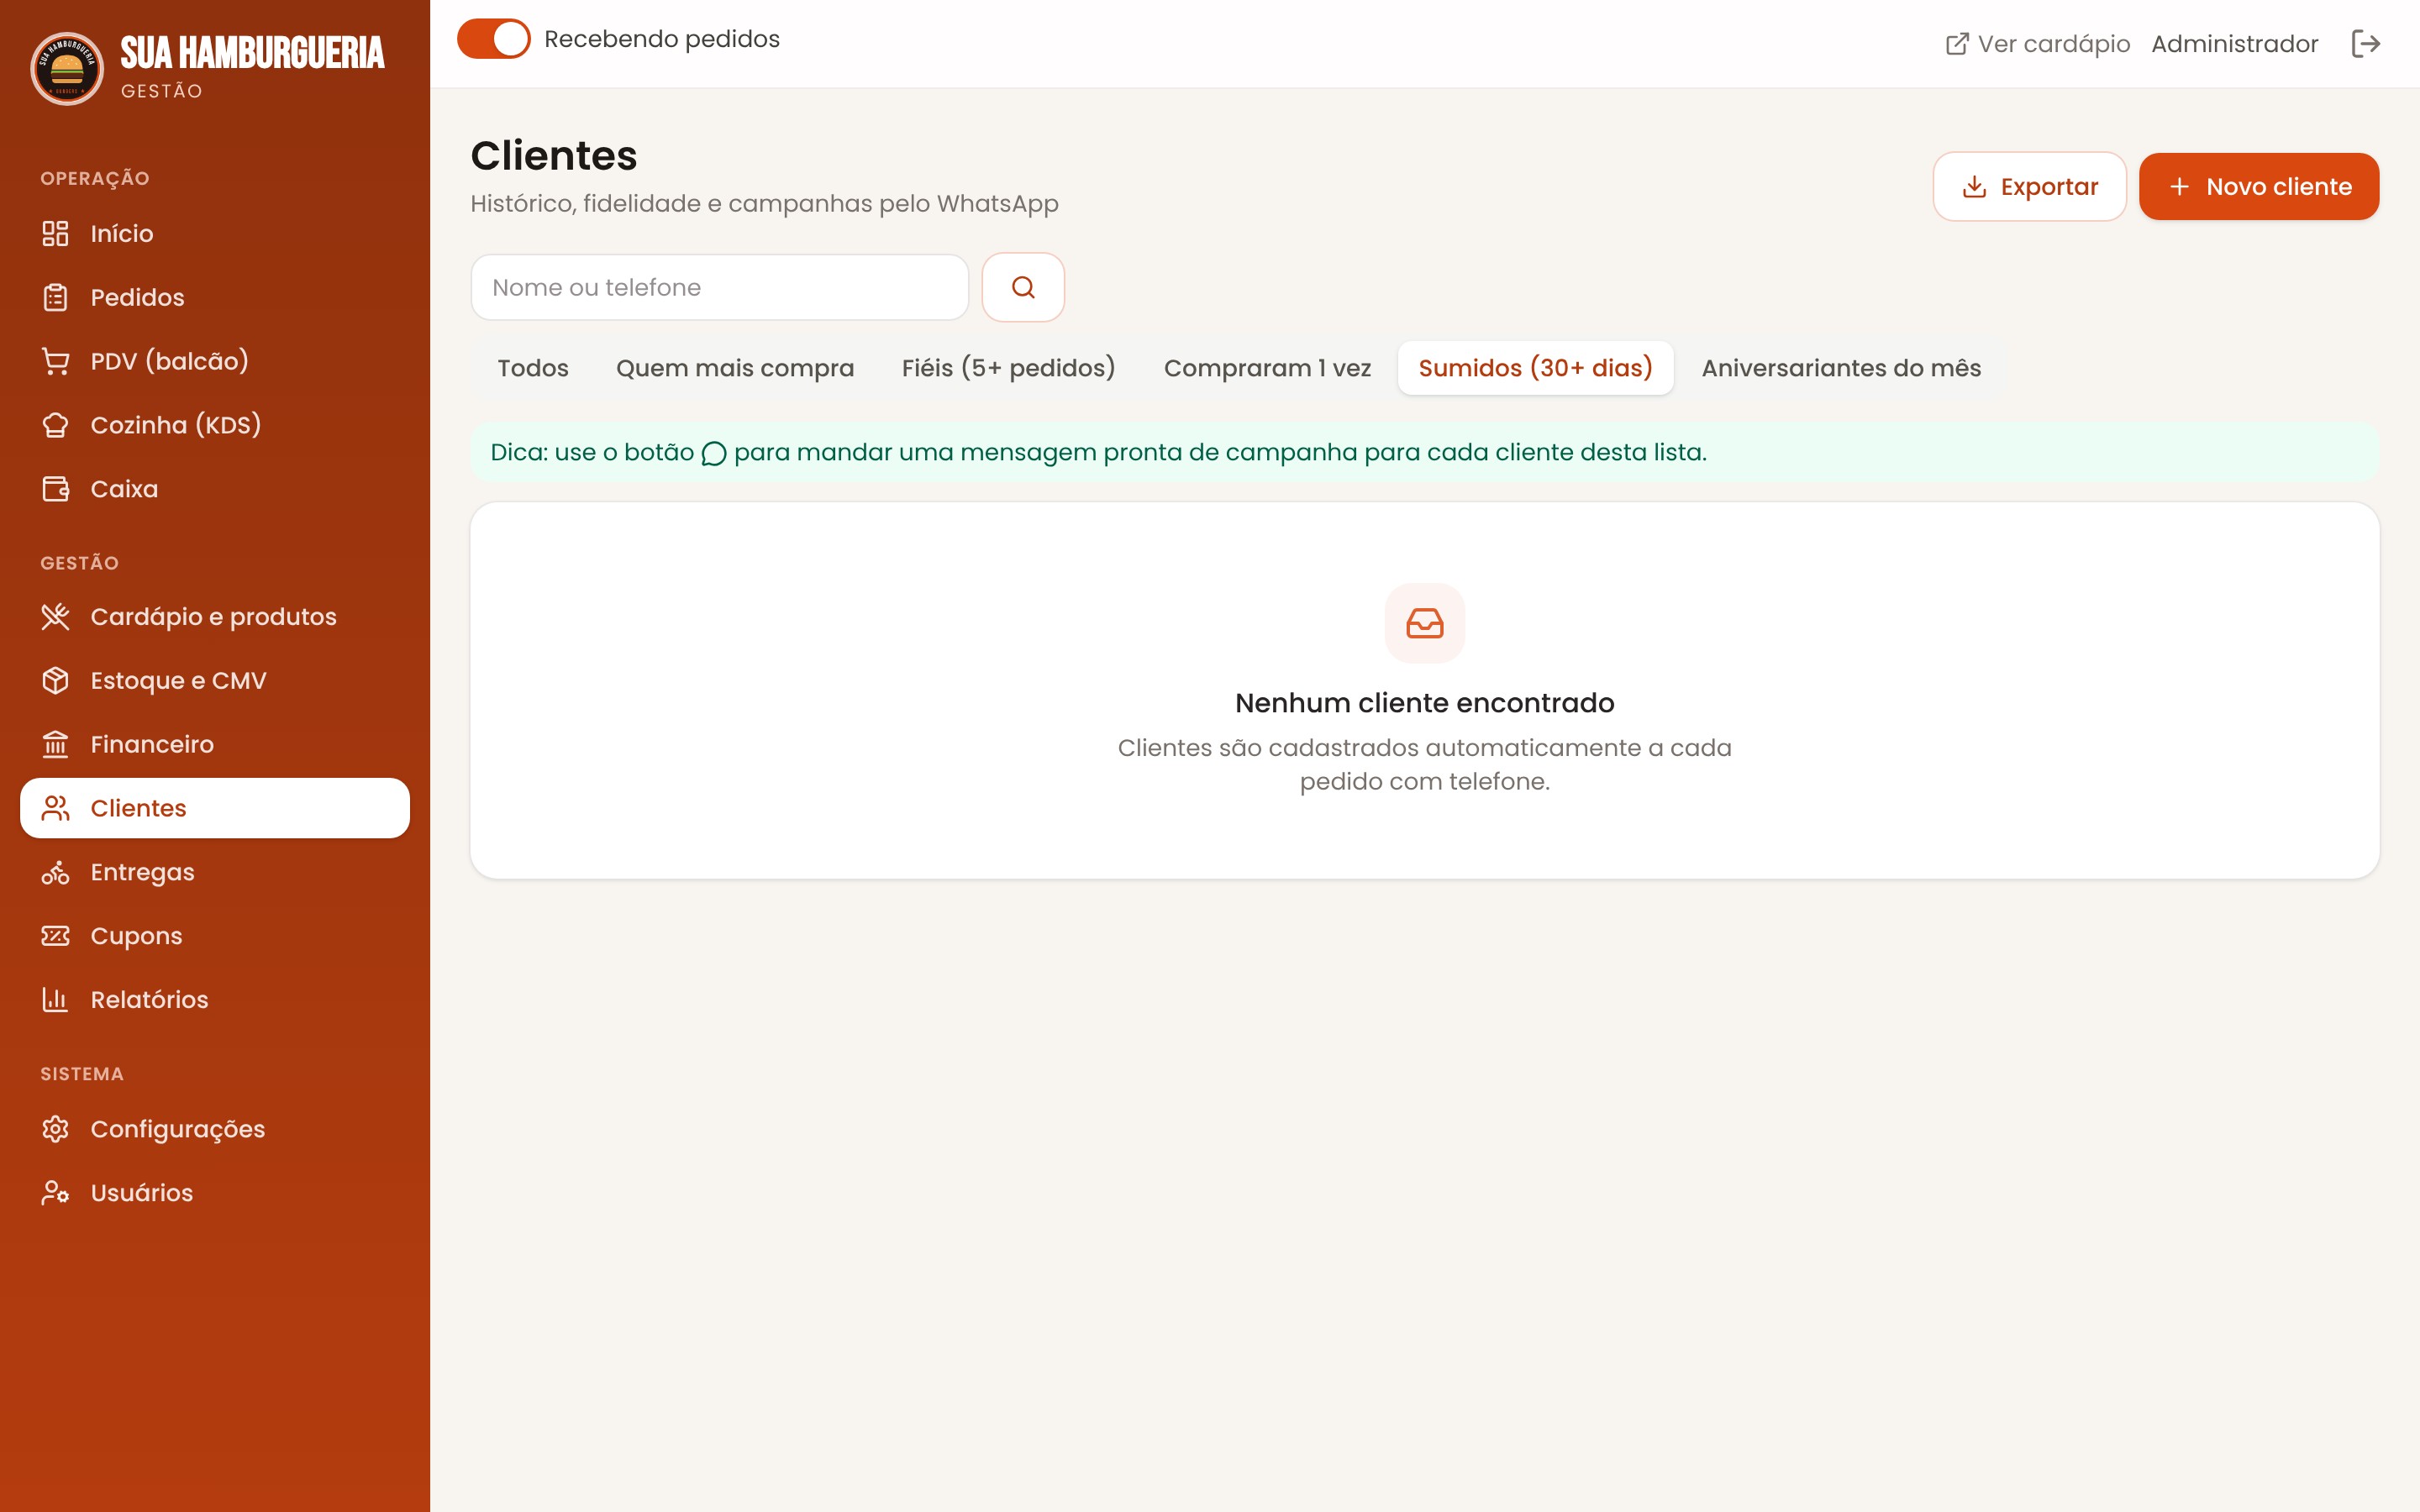 SUA HAMBURGUERIA
SUA HAMBURGUERIA
GESTÃO
OPERAÇÃO
Início
Pedidos
PDV (balcão)
Cozinha (KDS)
Caixa
GESTÃO
Cardápio e produtos
Estoque e CMV
Financeiro
Clientes
Entregas
Cupons
Relatórios
SISTEMA
Configurações
Usuários
Recebendo pedidos
Ver cardápio
Administrador
Clientes
Histórico, fidelidade e campanhas pelo WhatsApp
Exportar
Novo cliente
Nome ou telefone
Todos
Quem mais compra
Fiéis (5+ pedidos)
Compraram 1 vez
Sumidos (30+ dias)
Aniversariantes do mês
Dica: use o botão para mandar uma mensagem pronta de campanha para cada cliente desta lista.
Nenhum cliente encontrado
Clientes são cadastrados automaticamente a cada
pedido com telefone.